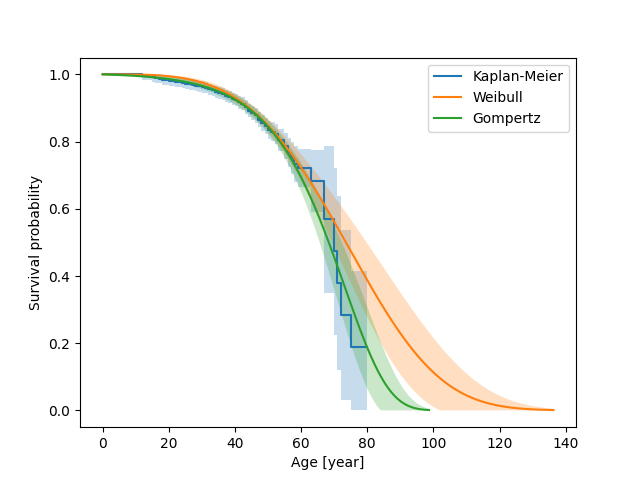 Kaplan-Meier
Weibull
Gompertz
1.0
0.8
0.6
0.4
0.2
0.0
Survival probability
0 20 40 60 80 100 120 140
Age [year]